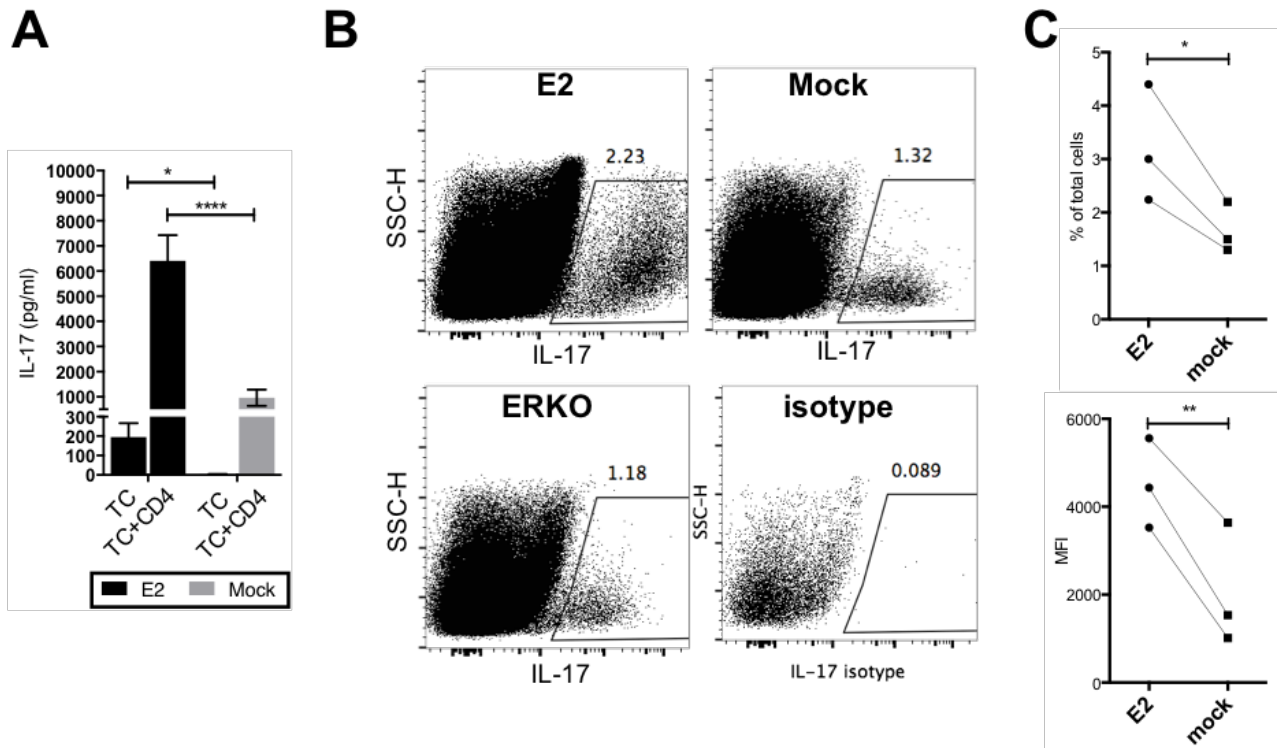 A
B
C
IL-17 (pg/ml)
10000
9000
8000
7000
6000
5000
4000
3000
2000
1000
300
200
100
0
*
****
TC
TC+CD4
TC
TC+CD4
E2
Mock
E2
2.23
SSC-H
IL-17
Mock
1.32
IL-17
ERKO
1.18
SSC-H
IL-17
isotype
0.089
SSC-H
IL-17 isotype
% of total cells
5
4
3
2
1
0
*
E2
mock
MFI
6000
4000
2000
0
**
E2
mock